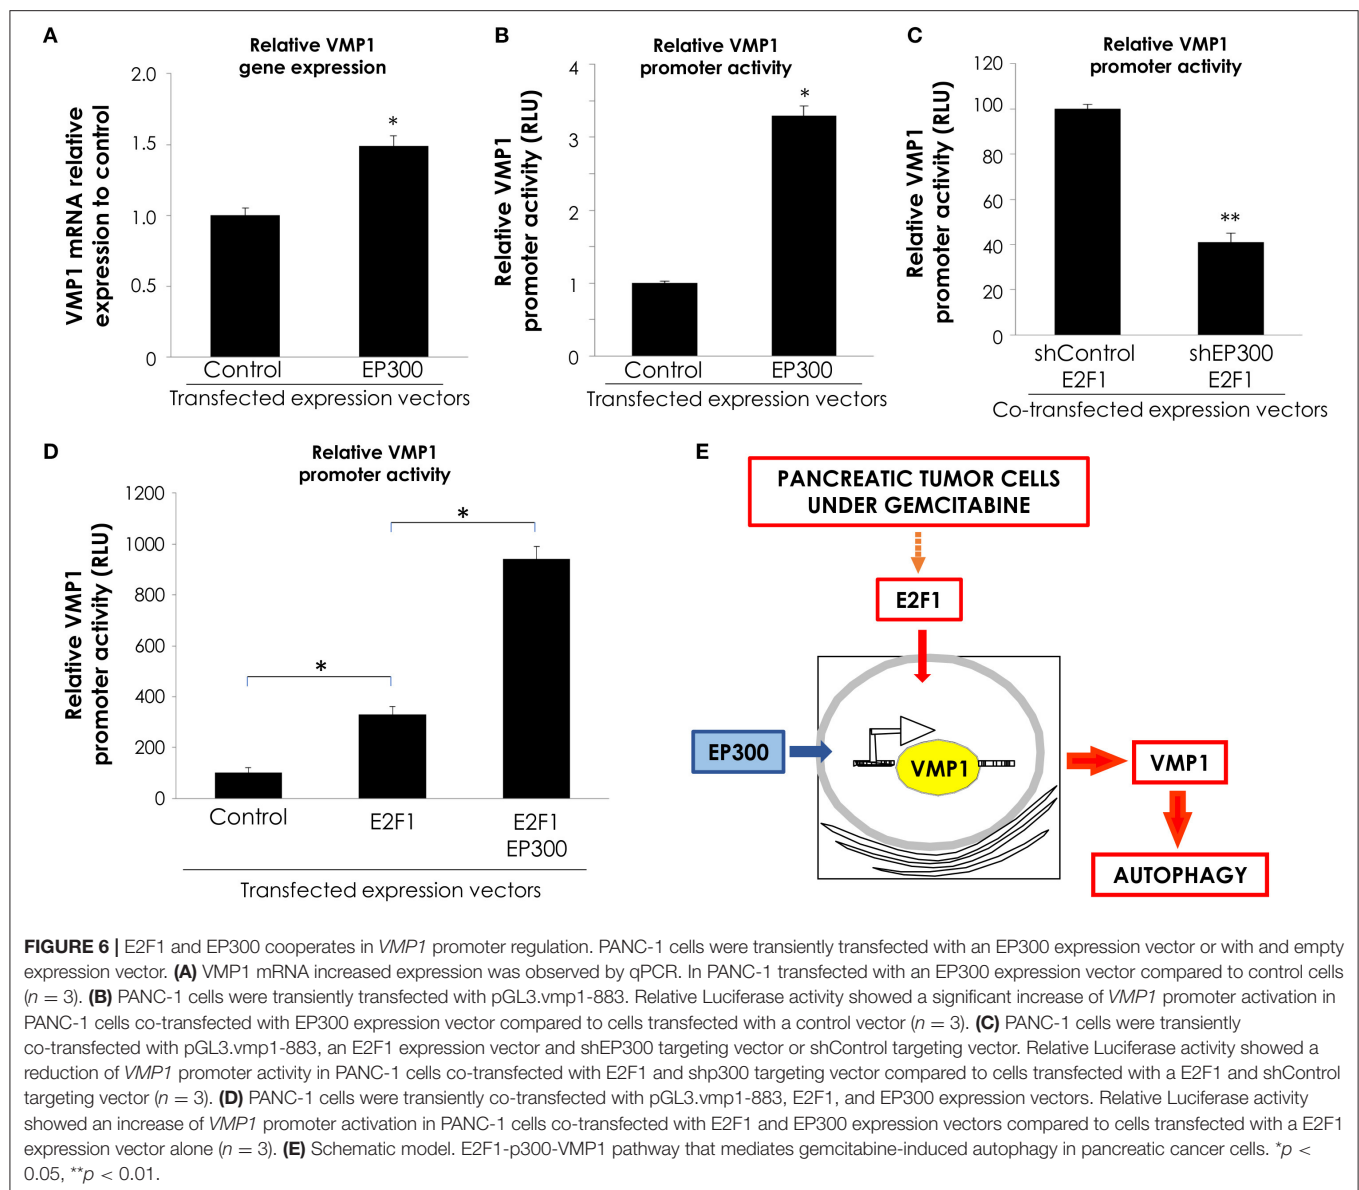 A
Relative VMP1
gene expression
VMP1 mRNA relative
expression to control
2.0
1.5
1.0
0.5
0
*
Control
EP300
Transfected expression vectors
B
Relative VMP1
promoter activity
Relative VMP1
promoter activity (RLU)
4
3
2
1
0
*
Control
EP300
Transfected expression vectors
C
Relative VMP1
promoter activity
Relative VMP1
promoter activity (RLU)
120
100
80
60
40
20
0
**
shControl
E2F1
shEP300
E2F1
Co-transfected expression vectors
D
Relative VMP1
promoter activity
Relative VMP1
promoter activity (RLU)
1200
1000
800
600
400
200
0
*
*
Control
E2F1
E2F1
EP300
Transfected expression vectors
E
PANCREATIC TUMOR CELLS
UNDER GEMCITABINE
E2F1
EP300
VMP1
VMP1
AUTOPHAGY
FIGURE 6 | E2F1 and EP300 cooperates in VMP1 promoter regulation. PANC-1 cells were transiently transfected with an EP300 expression vector or with and empty
expression vector. (A) VMP1 mRNA increased expression was observed by qPCR. In PANC-1 transfected with an EP300 expression vector compared to control cells
(n = 3). (B) PANC-1 cells were transiently transfected with pGL3.vmp1-883. Relative Luciferase activity showed a significant increase of VMP1 promoter activation in
PANC-1 cells co-transfected with EP300 expression vector compared to cells transfected with a control vector (n = 3). (C) PANC-1 cells were transiently
co-transfected with pGL3.vmp1-883, an E2F1 expression vector and shEP300 targeting vector or shControl targeting vector. Relative Luciferase activity showed a
reduction of VMP1 promoter activity in PANC-1 cells co-transfected with E2F1 and shp300 targeting vector compared to cells transfected with a E2F1 and shControl
targeting vector (n = 3). (D) PANC-1 cells were transiently co-transfected with pGL3.vmp1-883, E2F1, and EP300 expression vectors. Relative Luciferase activity
showed an increase of VMP1 promoter activation in PANC-1 cells co-transfected with E2F1 and EP300 expression vectors compared to cells transfected with a E2F1
expression vector alone (n = 3). (E) Schematic model. E2F1-p300-VMP1 pathway that mediates gemcitabine-induced autophagy in pancreatic cancer cells. *p <
0.05, **p < 0.01.